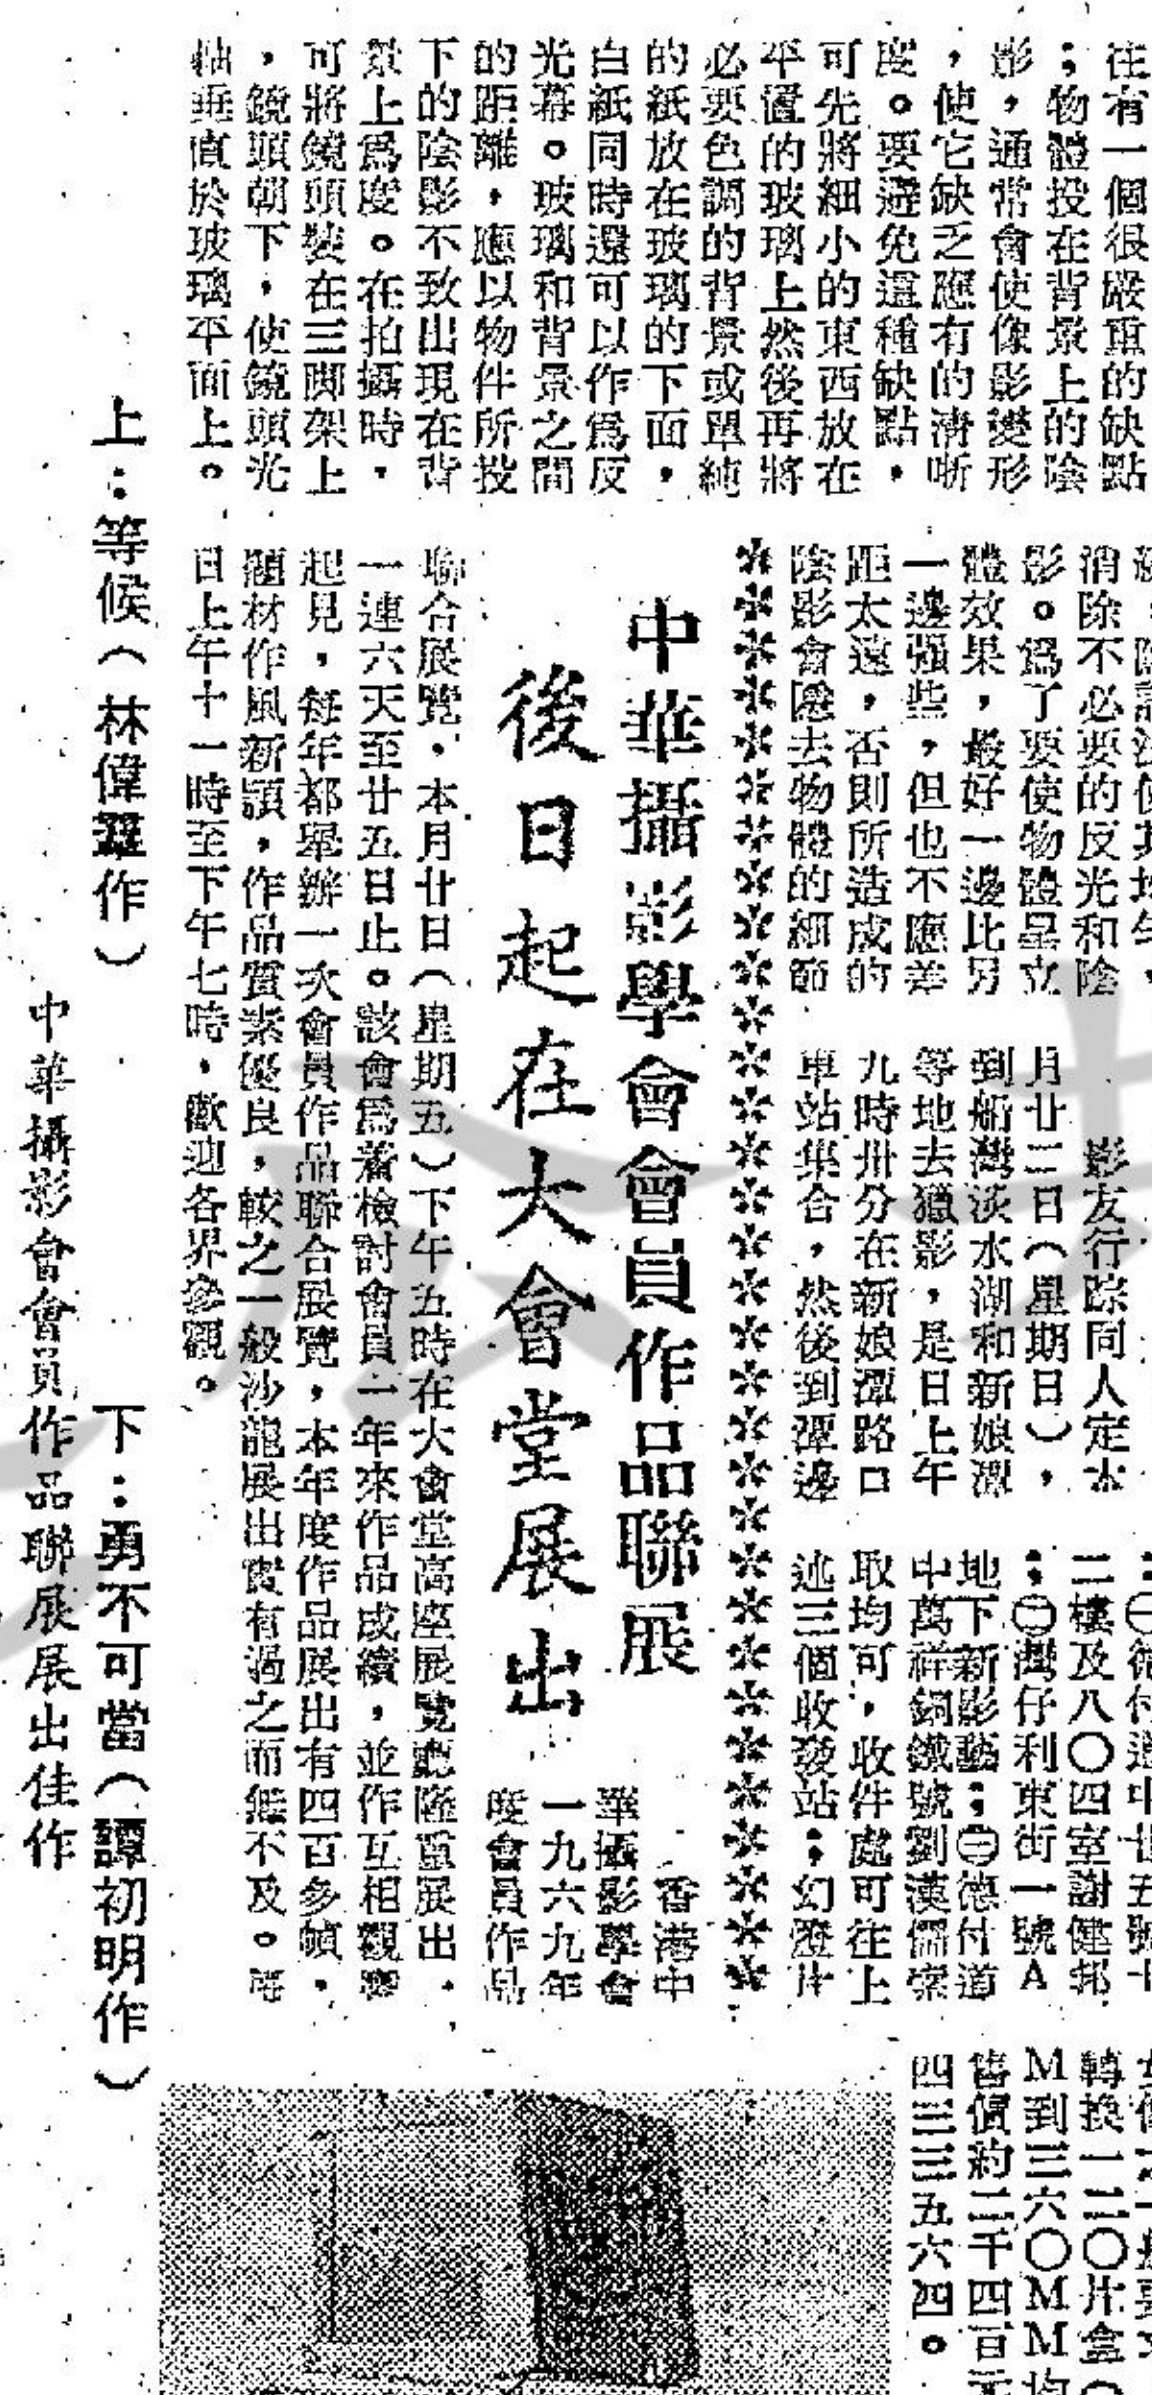 往有一個很嚴重的缺點
；物體投在背景上的陰
影，通常會使像影變形
，使它缺乏應有的清晰
度。要避免這種缺點，
可先將細小的東西放在
平置的玻璃上然後再將
必要色調的背景或單純
的紙放在玻璃的下面，
白紙同時還可以作爲反
光幕。玻璃和背景之間
的距離，應以物件所投
下的陰影不致出現在背
景上爲度。在拍攝時，
可將鏡頭裝在三脚架上
，鏡頭朝下，使鏡頭光
軸垂直於玻璃平面上。
消除不必要的反光和陰
影。爲了要使物體呈立
體效果，最好一邊比另
一邊强些，但也不應差
距太遠，否則所造成的
陰影會隱去物體的細節
影友行踪同人定本
月廿二日（星期日），
到船灣淡水湖和新娘潭
等地去獵影，是日上午
九時卅分在新娘潭路口
車站集合，然後到潭邊
二樓及八〇四室謝健邦
；㊁灣仔利東街一號A
地下新影藝；㊂德付道
中萬祥銅鐵號劉漢儒索
取均可，收件處可往上
述三個收發站；幻燈片
轉換一二〇片盒（
M到三六〇MM均
售價約二千四百元
四三三五六四。
中華攝影學會會員作品聯展
後日起在大會堂展出
香港中
華攝影學會
一九六九年
度會員作品
聯合展覽，本月廿日（星期五）下午五時在大會堂高座展覽廳隆重展出，
一連六天至廿五日止。該會爲着檢討會員一年來作品成績，並作互相觀摩
起見，每年都舉辦一次會員作品聯合展覽，本年度作品展出有四百多幀，
題材作風新穎，作品質素優良，較之一般沙龍展出實有過之而無不及。每
日上午十一時至下午七時，歡迎各界參觀。
上：等候（林偉
作）
下：勇不可當（譚初明作）
中華攝影會會員作品聯展展出佳作